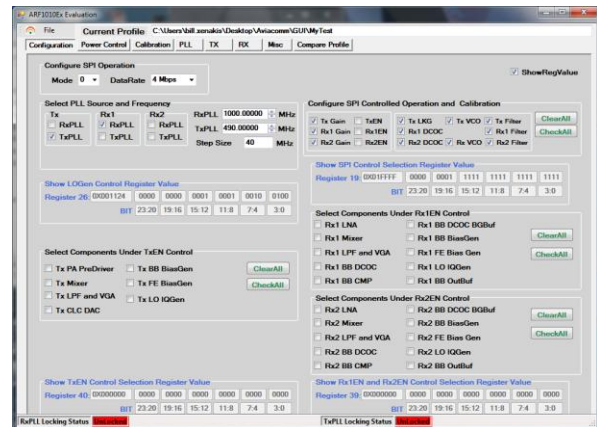 ARF1010Ex Evaluation
File Current Profile C:\Users\bill.xenakis\Desktop\Aviacomm\GUI\MyTest
Configuration Power Control Calibration PLL TX RX Misc Compare Profile
Configure SPI Operation
Mode 0 DataRate 4 Mbps
ShowRegValue
Select PLL Source and Frequency
Tx Rx1 Rx2 RxPLL 1000.00000 MHz
RxPLL RxPLL RxPLL TxPLL 490.00000 MHz
TxPLL TxPLL TxPLL Step Size 40 MHz
Configure SPI Controlled Operation and Calibration
Tx Gain TxEN Tx LKG Tx VCO Tx Filter ClearAll
Rx1 Gain Rx1EN Rx1 DCOC Rx1 Filter CheckAll
Rx2 Gain Rx2EN Rx2 DCOC Rx VCO Rx2 Filter
Show LOGen Control Register Value
Register 26: 0X001124 0000 0000 0001 0001 0010 0100
BIT 23:20 19:16 15:12 11:8 7:4 3:0
Show SPI Control Selection Register Value
Register 19: 0X01FFFF 0000 0001 1111 1111 1111 1111
BIT 23:20 19:16 15:12 11:8 7:4 3:0
Select Components Under TxEN Control
Tx PA PreDriver Tx BB BiasGen ClearAll
Tx Mixer Tx FE BiasGen CheckAll
Tx LPF and VGA Tx LO IQGen
Tx CLC DAC
Select Components Under Rx1EN Control
Rx1 LNA Rx1 BB DCOC BGBuf
Rx1 Mixer Rx1 BB BiasGen ClearAll
Rx1 LPF and VGA Rx1 FE Bias Gen CheckAll
Rx1 BB DCOC Rx1 LO IQGen
Rx1 BB CMP Rx1 BB OutBuf
Select Components Under Rx2EN Control
Rx2 LNA Rx2 BB DCOC BGBuf
Rx2 Mixer Rx2 BB BiasGen ClearAll
Rx2 LPF and VGA Rx2 FE BiasGen CheckAll
Rx2 BB DCOC Rx2 LO IQGen
Rx2 BB CMP Rx2 BB OutBuf
Show TxEN Control Selection Register Value
Register 40: 0X000000 0000 0000 0000 0000 0000 0000
BIT 23:20 19:16 15:12 11:8 7:4 3:0
Show Rx1EN and Rx2EN Control Selection Register Value
Register 39: 0X000000 0000 0000 0000 0000 0000 0000
BIT 23:20 19:16 15:12 11:8 7:4 3:0
RxPLL Locking Status UnLocked TxPLL Locking Status UnLocked